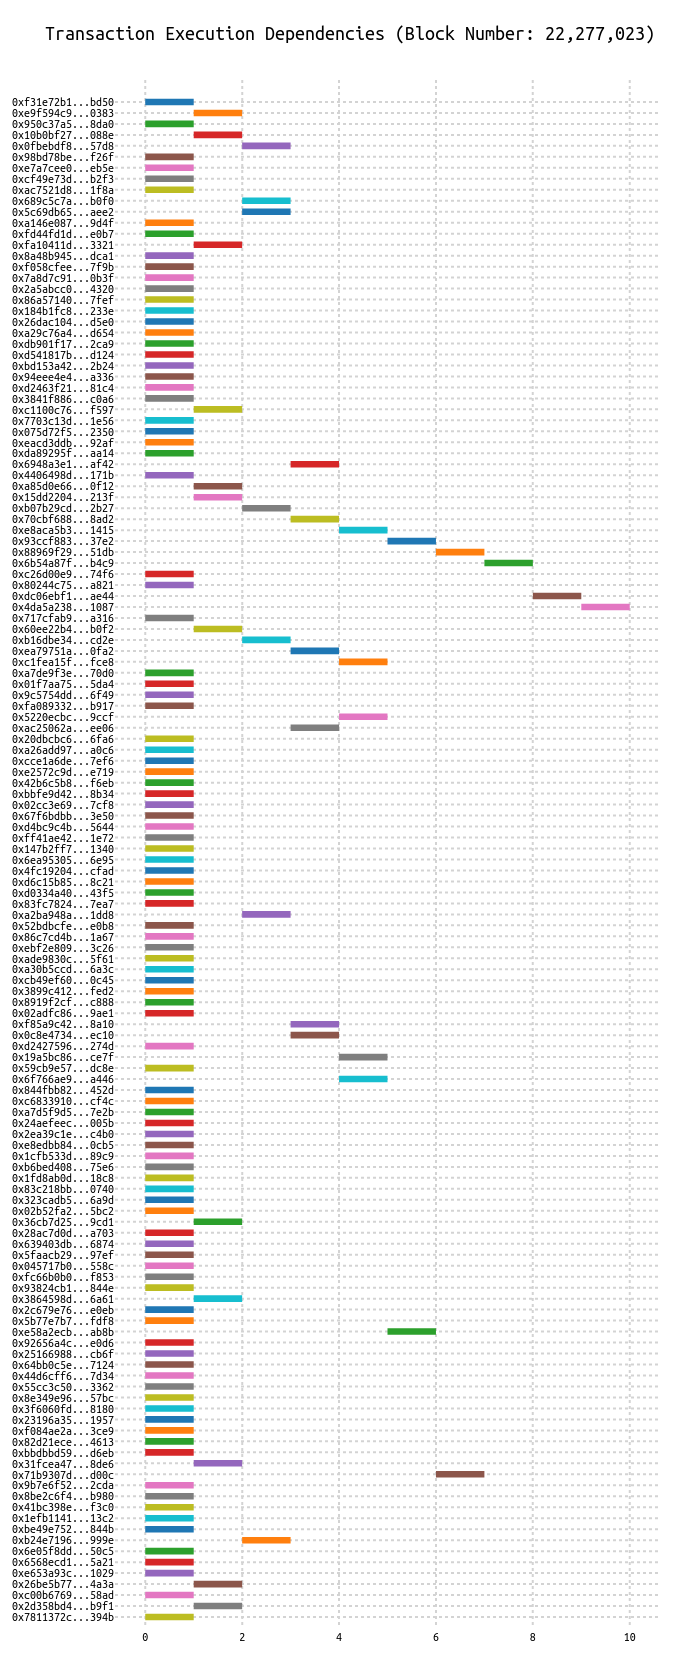 Transaction Execution Dependencies (Block Number: 22,277,023)
0xf31e72b1...bd50
0xe9f594c9...0383
0x950c37a5...8da0
0x10b0bf27...088e
0x0fbebdf8...57d8
0x98bd78be...f26f
0xe7a7cee0...eb5e
0xcf49e73d...b2f3
0xac7521d8...1f8a
0x689c5c7a...b0f0
0x5c69db65...aee2
0xa146e087...9d4f
0xfd44fd1d...e0b7
0xfa10411d...3321
0x8a48b945...dca1
0xf058cfee...7f9b
0x7a8d7c91...0b3f
0x2a5abcc0...4320
0x86a57140...7fef
0x184b1fc8...233e
0x26dac104...d5e0
0xa29c76a4...d654
0xdb901f17...2ca9
0xd541817b...d124
0xbd153a42...2b24
0x94eee4e4...a336
0xd2463f21...81c4
0x3841f886...c0a6
0xc1100c76...f597
0x7703c13d...1e56
0x075d72f5...2350
0xeacd3ddb...92af
0xda89295f...aa14
0x6948a3e1...af42
0x4406498d...171b
0xa85d0e66...0f12
0x15dd2204...213f
0xb07b29cd...2b27
0x70cbf688...8ad2
0xe8aca5b3...1415
0x93ccf883...37e2
0x88969f29...51db
0x6b54a87f...b4c9
0xc26d00e9...74f6
0x80244c75...a821
0xdc06ebf1...ae44
0x4da5a238...1087
0x717cfab9...a316
0x60ee22b4...b0f2
0xb16dbe34...cd2e
0xea79751a...0fa2
0xc1fea15f...fce8
0xa7de9f3e...70d0
0x01f7aa75...5da4
0x9c5754dd...6f49
0xfa089332...b917
0x5220ecbc...9ccf
0xac25062a...ee06
0x20dbcbc6...6fa6
0xa26add97...a0c6
0xcce1a6de...7ef6
0xe2572c9d...e719
0x42b6c5b8...f6eb
0xbbfe9d42...8b34
0x02cc3e69...7cf8
0x67f6bdbb...3e50
0xd4bc9c4b...5644
0xff41ae42...1e72
0x147b2ff7...1340
0x6ea95305...6e95
0x4fc19204...cfad
0xd6c15b85...8c21
0xd0334a40...43f5
0x83fc7824...7ea7
0xa2ba948a...1dd8
0x52bdbcfe...e0b8
0x86c7cd4b...1a67
0xebf2e809...3c26
0xade9830c...5f61
0xa30b5ccd...6a3c
0xcb49ef60...0c45
0x3899c412...fed2
0x8919f2cf...c888
0x02adfc86...9ae1
0xf85a9c42...8a10
0x0c8e4734...ec10
0xd2427596...274d
0x19a5bc86...ce7f
0x59cb9e57...dc8e
0x6f766ae9...a446
0x844fbb82...452d
0xc6833910...cf4c
0xa7d5f9d5...7e2b
0x24aefeec...005b
0x2ea39c1e...c4b0
0xe8edbb84...0cb5
0x1cfb533d...89c9
0xb6bed408...75e6
0x1fd8ab0d...18c8
0x83c218bb...0740
0x323cadb5...6a9d
0x02b52fa2...5bc2
0x36cb7d25...9cd1
0x28ac7d0d...a703
0x639403db...6874
0x5faacb29...97ef
0x045717b0...558c
0xfc66b0b0...f853
0x93824cb1...844e
0x3864598d...6a61
0x2c679e76...e0eb
0x5b77e7b7...fdf8
0xe58a2ecb...ab8b
0x92656a4c...e0d6
0x25166988...cb6f
0x64bb0c5e...7124
0x44d6cff6...7d34
0x55cc3c50...3362
0x8e349e96...57bc
0x3f6060fd...8180
0x23196a35...1957
0xf084ae2a...3ce9
0x82d21ece...4613
0xbbdbbd59...d6eb
0x31fcea47...8de6
0x71b9307d...d00c
0x9b7e6f52...2cda
0x8be2c6f4...b980
0x41bc398e...f3c0
0x1efb1141...13c2
0xbe49e752...844b
0xb24e7196...999e
0x6e05f8dd...50c5
0x6568ecd1...5a21
0xe653a93c...1029
0x26be5b77...4a3a
0xc00b6769...58ad
0x2d358bd4...b9f1
0x7811372c...394b
0 2 4 6 8 10